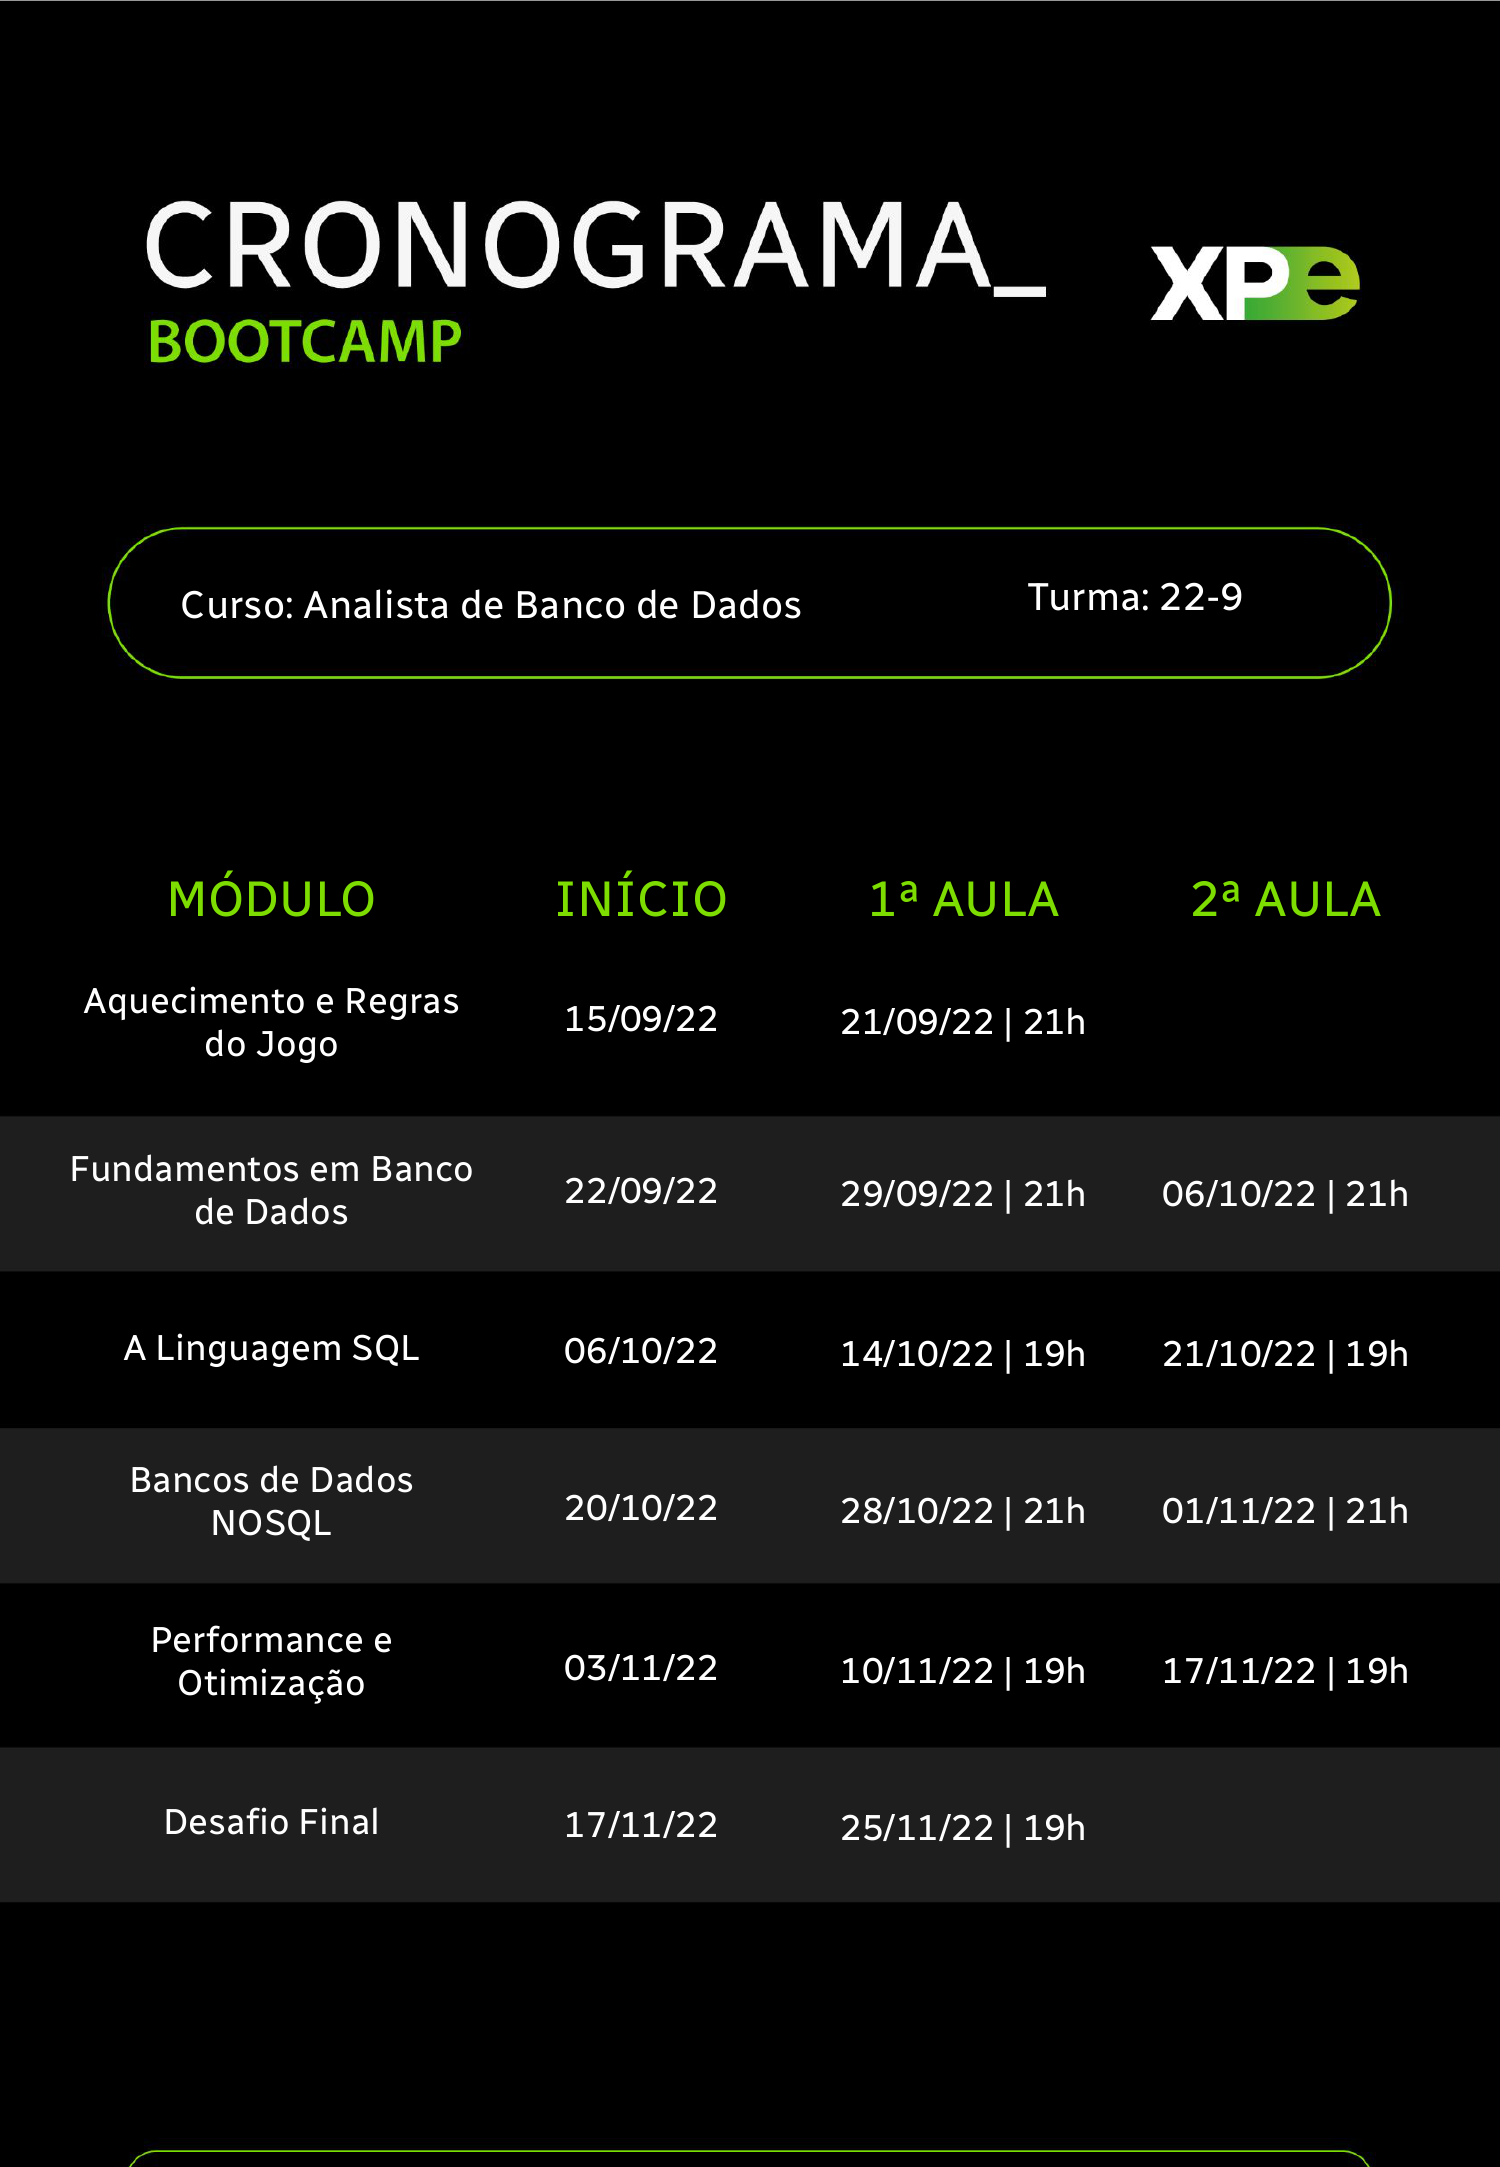 CRONOGRAMA_
XPe
BOOTCAMP
Curso: Analista de Banco de Dados
Turma: 22-9
MÓDULO INÍCIO 1ª AULA 2ª AULA
Aquecimento e Regras
do Jogo
15/09/22 21/09/22 | 21h
Fundamentos em Banco
de Dados
22/09/22 29/09/22 | 21h 06/10/22 | 21h
A Linguagem SQL 06/10/22 14/10/22 | 19h 21/10/22 | 19h
Bancos de Dados
NOSQL
20/10/22 28/10/22 | 21h 01/11/22 | 21h
Performance e
Otimização
03/11/22 10/11/22 | 19h 17/11/22 | 19h
Desafio Final 17/11/22 25/11/22 | 19h